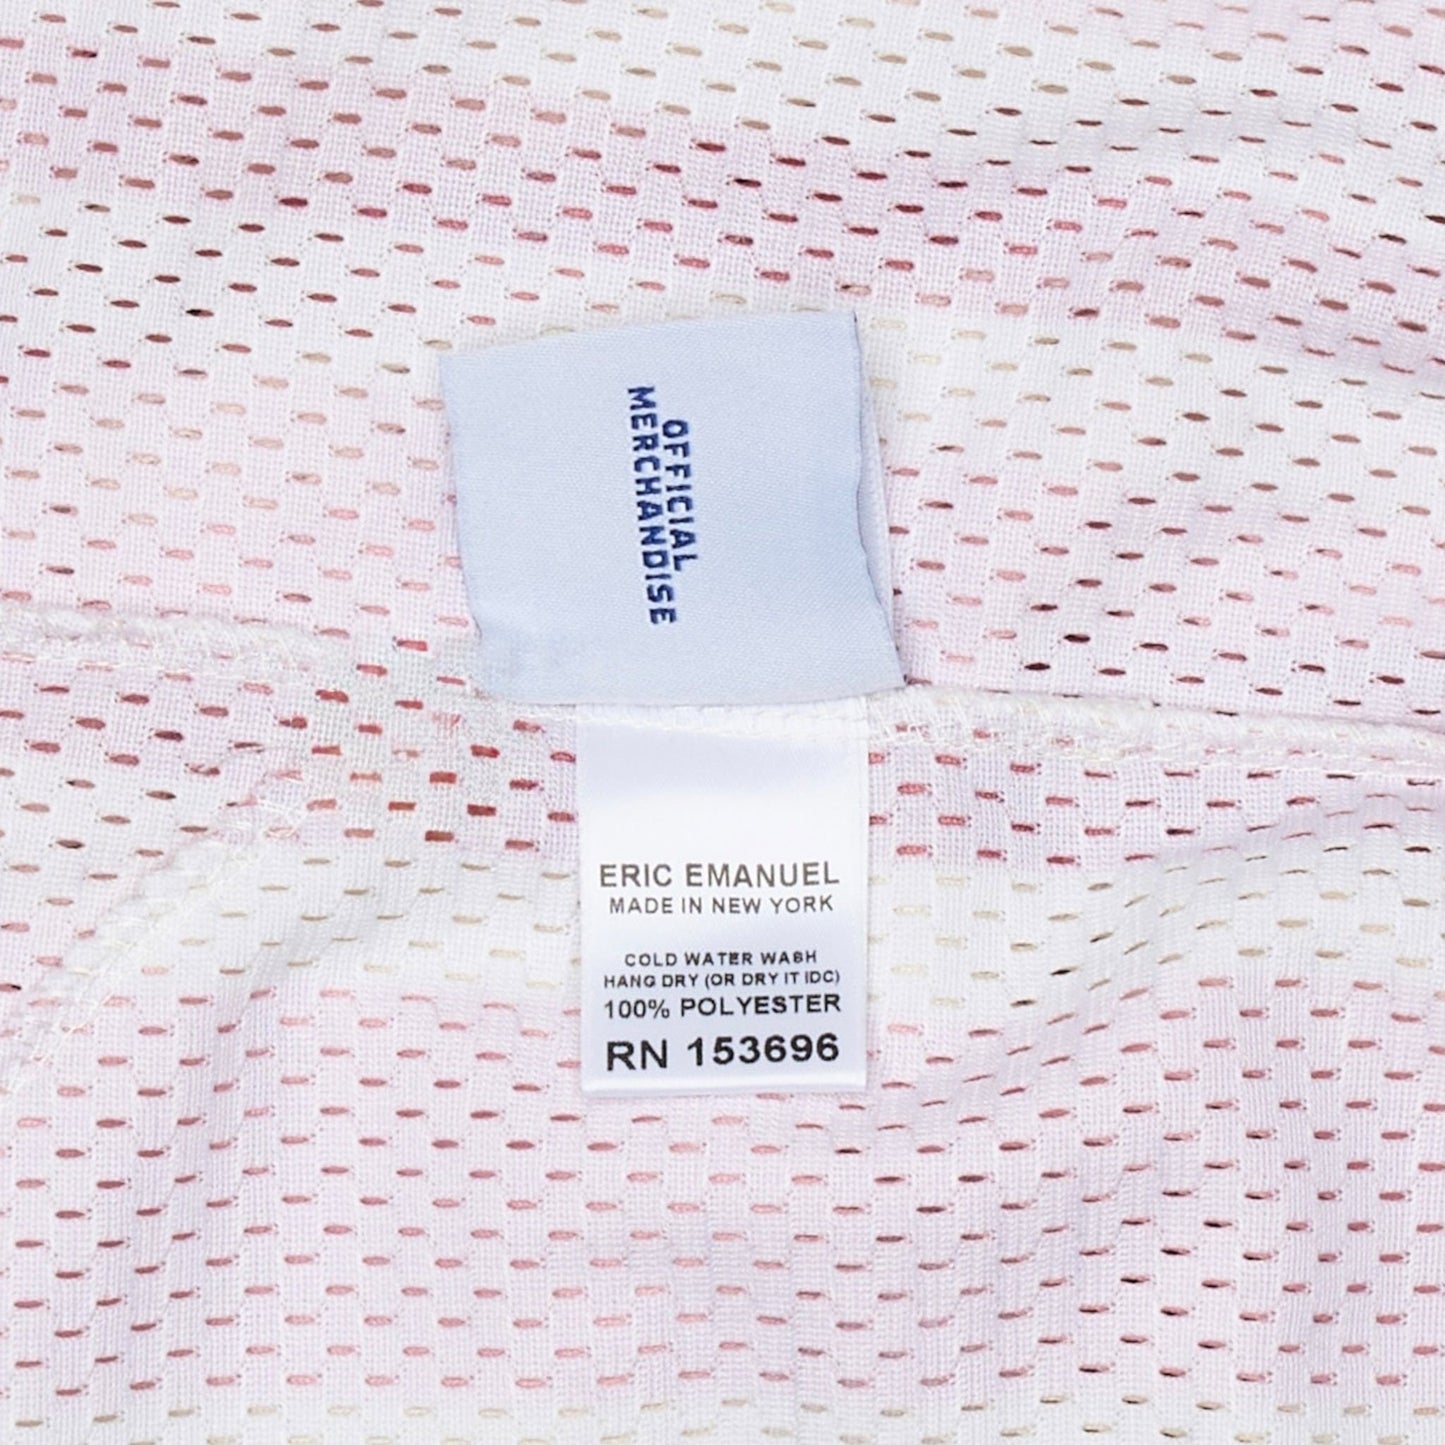 OFFICIAL
MERCHANDISE
ERIC EMANUEL
MADE IN NEW YORK
COLD WATER WASH
HANG DRY (OR DRY IT IDC)
100% POLYESTER
RN 153696